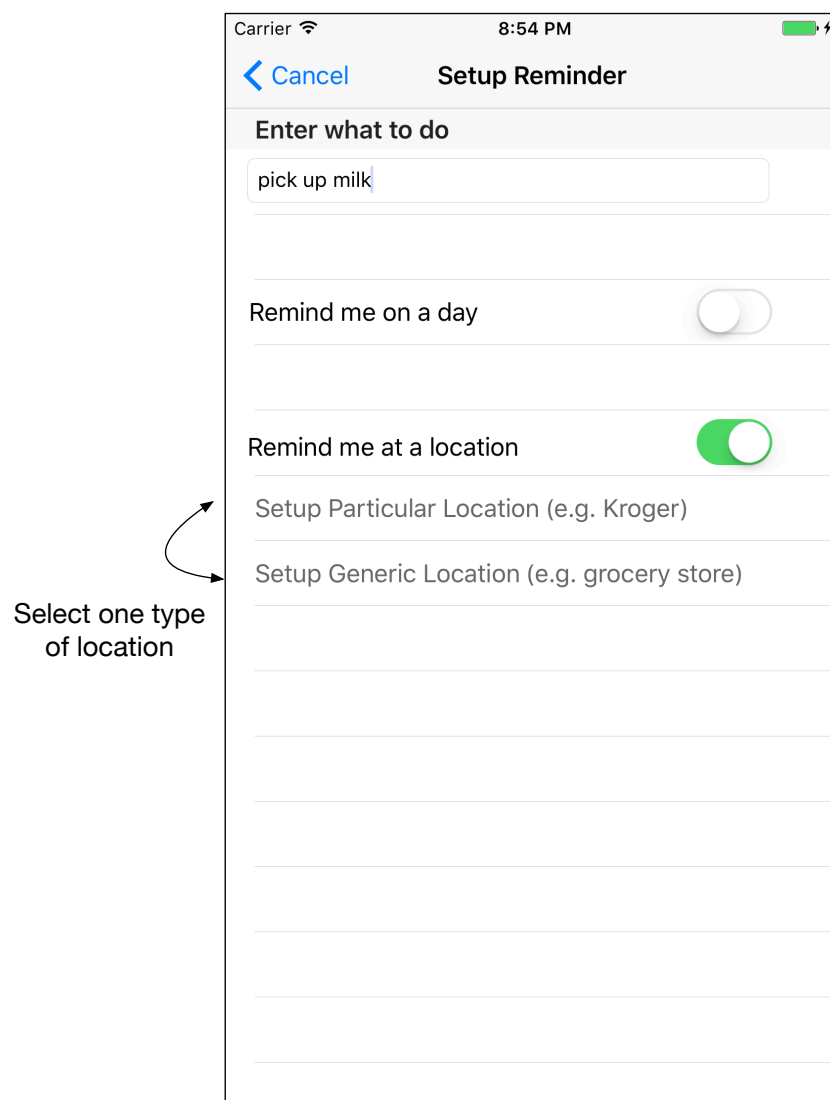 Carrier
8:54 PM
Cancel
Setup Reminder
Enter what to do
pick up milk
Remind me on a day
Remind me at a location
Setup Particular Location (e.g. Kroger)
Setup Generic Location (e.g. grocery store)
Select one type
of location